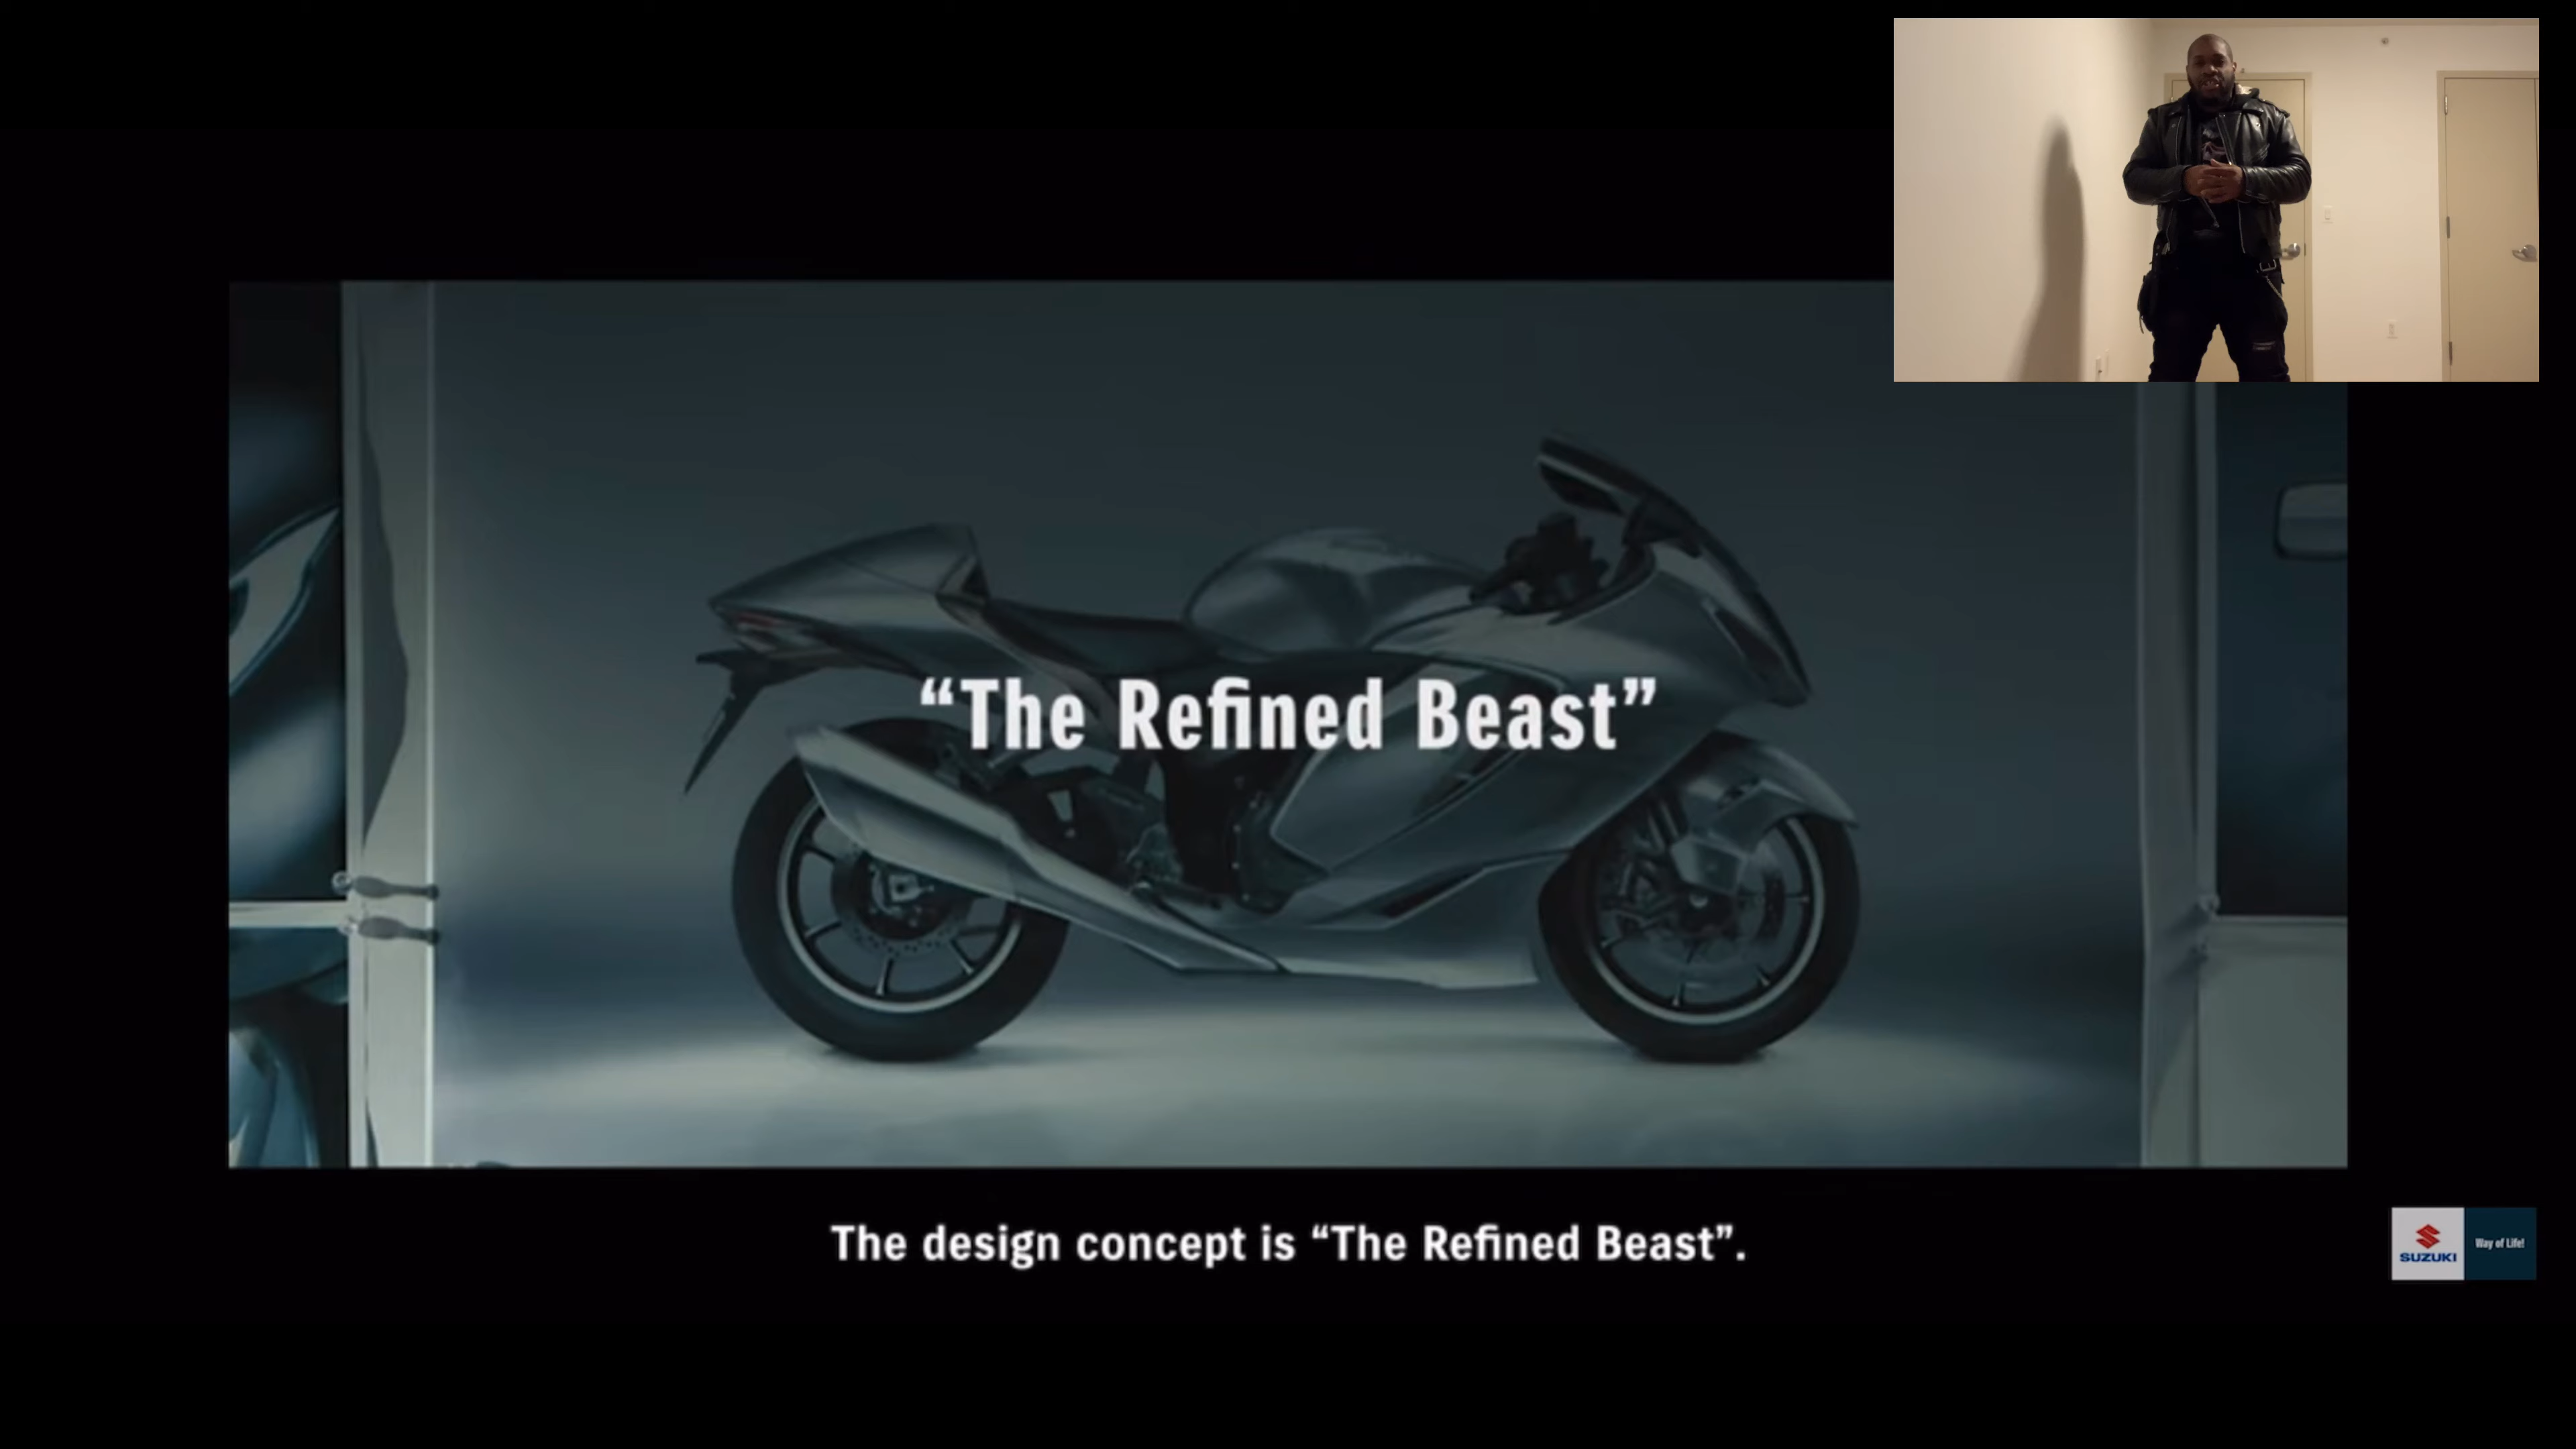 “The Refined Beast”
The design concept is “The Refined Beast”.
SUZUKI
Way of Life!